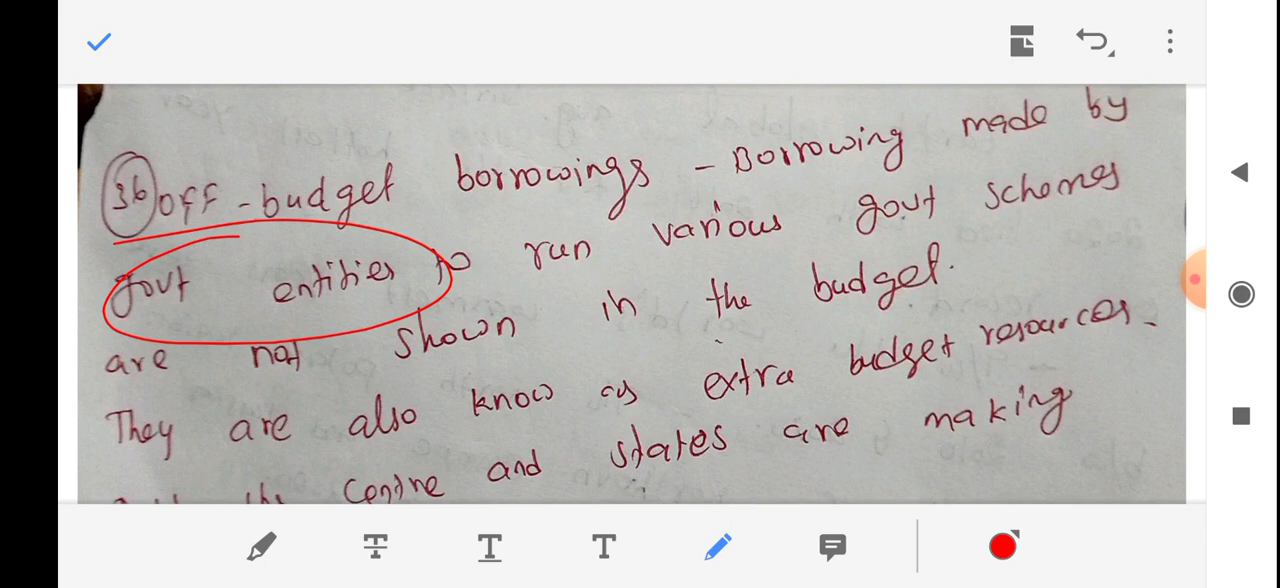 36 OFF-budget borrowings - Borrowing made by
govt entities to run various govt schemes
are not shown in the budget.
They are also know as extra budget resources.
the centre and states are making
T T T